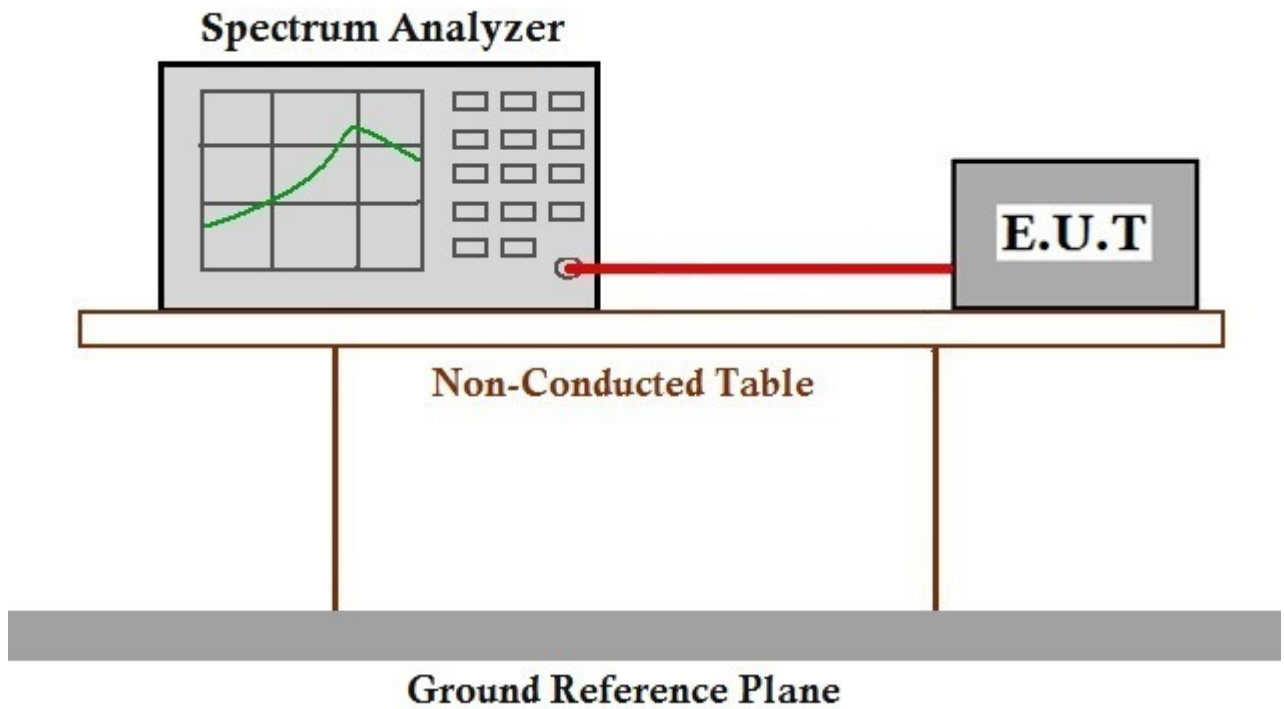 Spectrum Analyzer
E.U.T
Non-Conducted Table
Ground Reference Plane